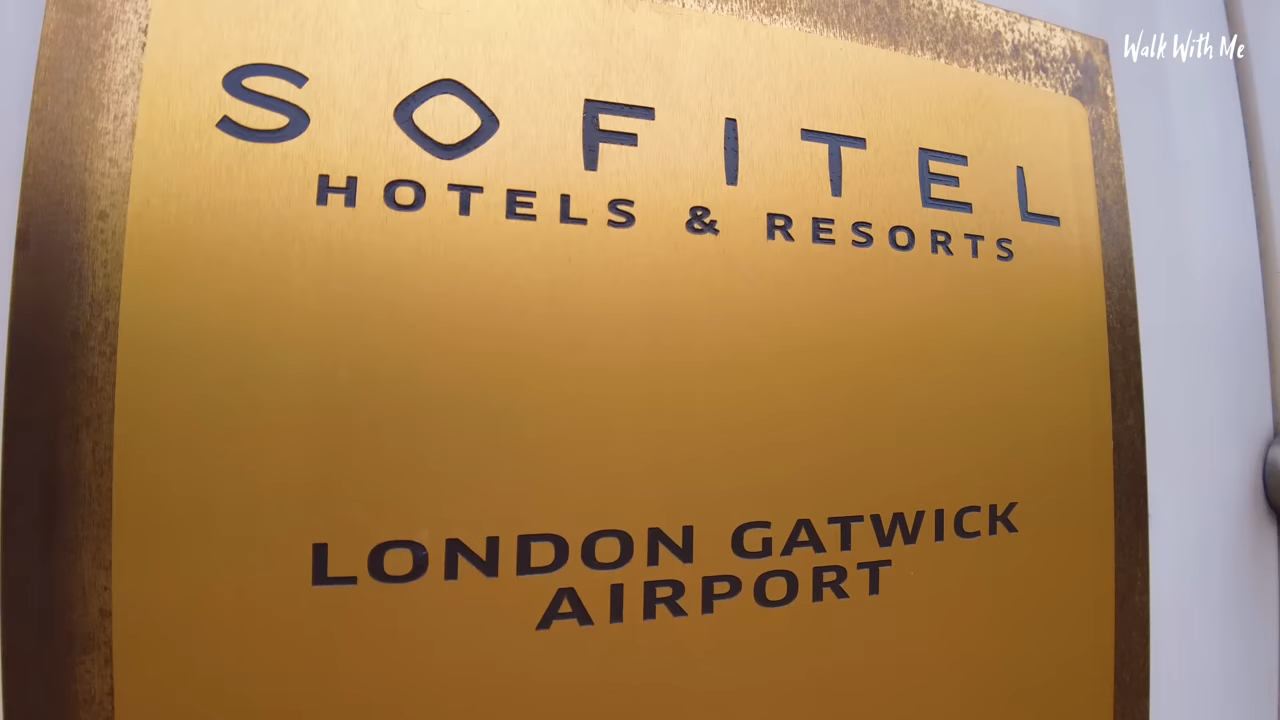 Walk With Me
SOFITEL
HOTELS & RESORTS
LONDON GATWICK
AIRPORT